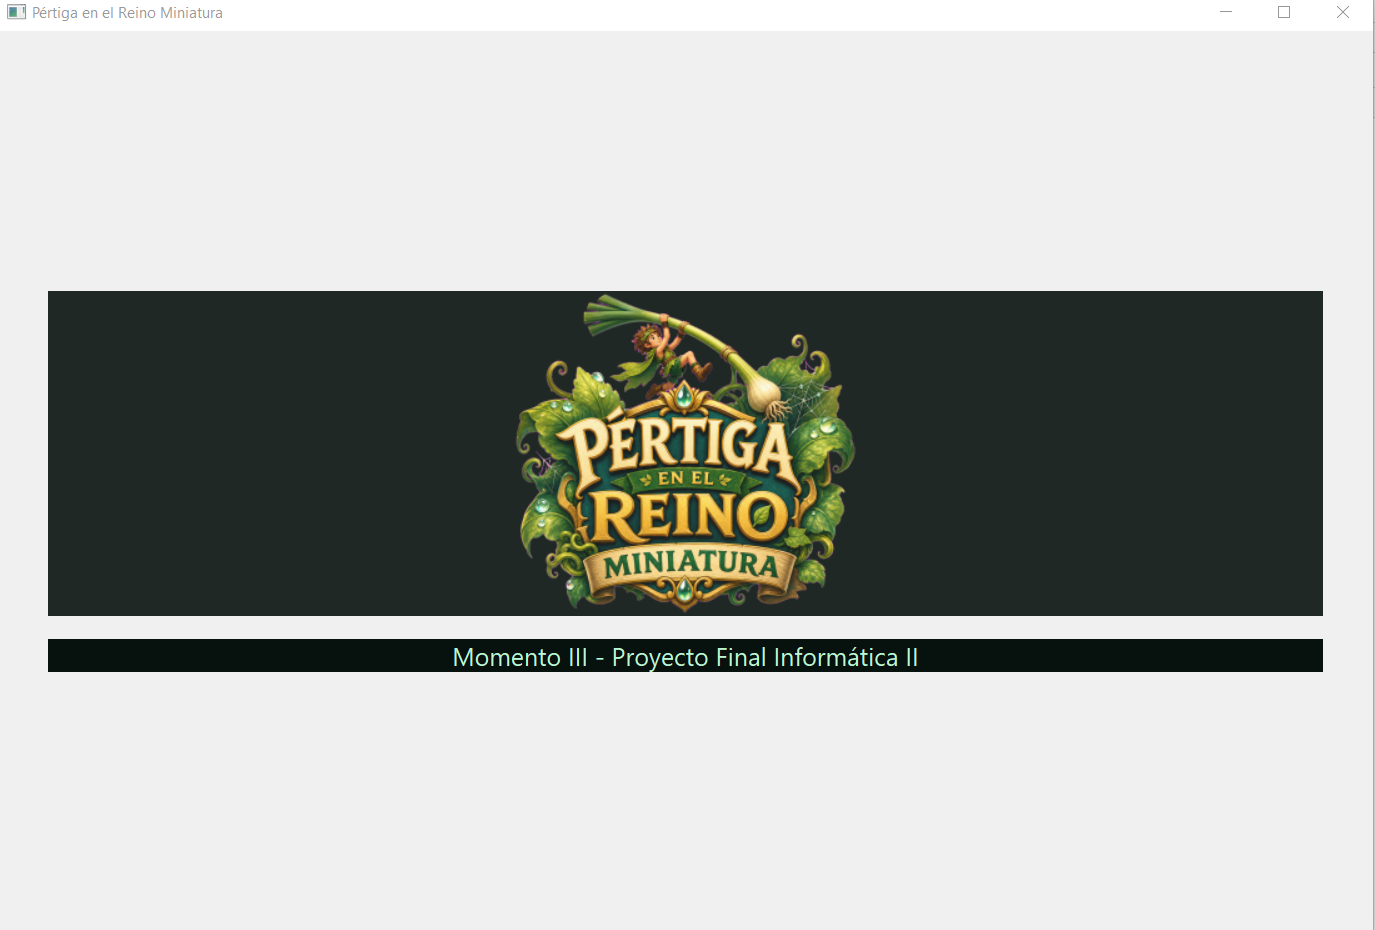 Pértiga en el Reino Miniatura
PÉRTIGA
EN EL
REINO
MINIATURA
Momento III - Proyecto Final Informática II